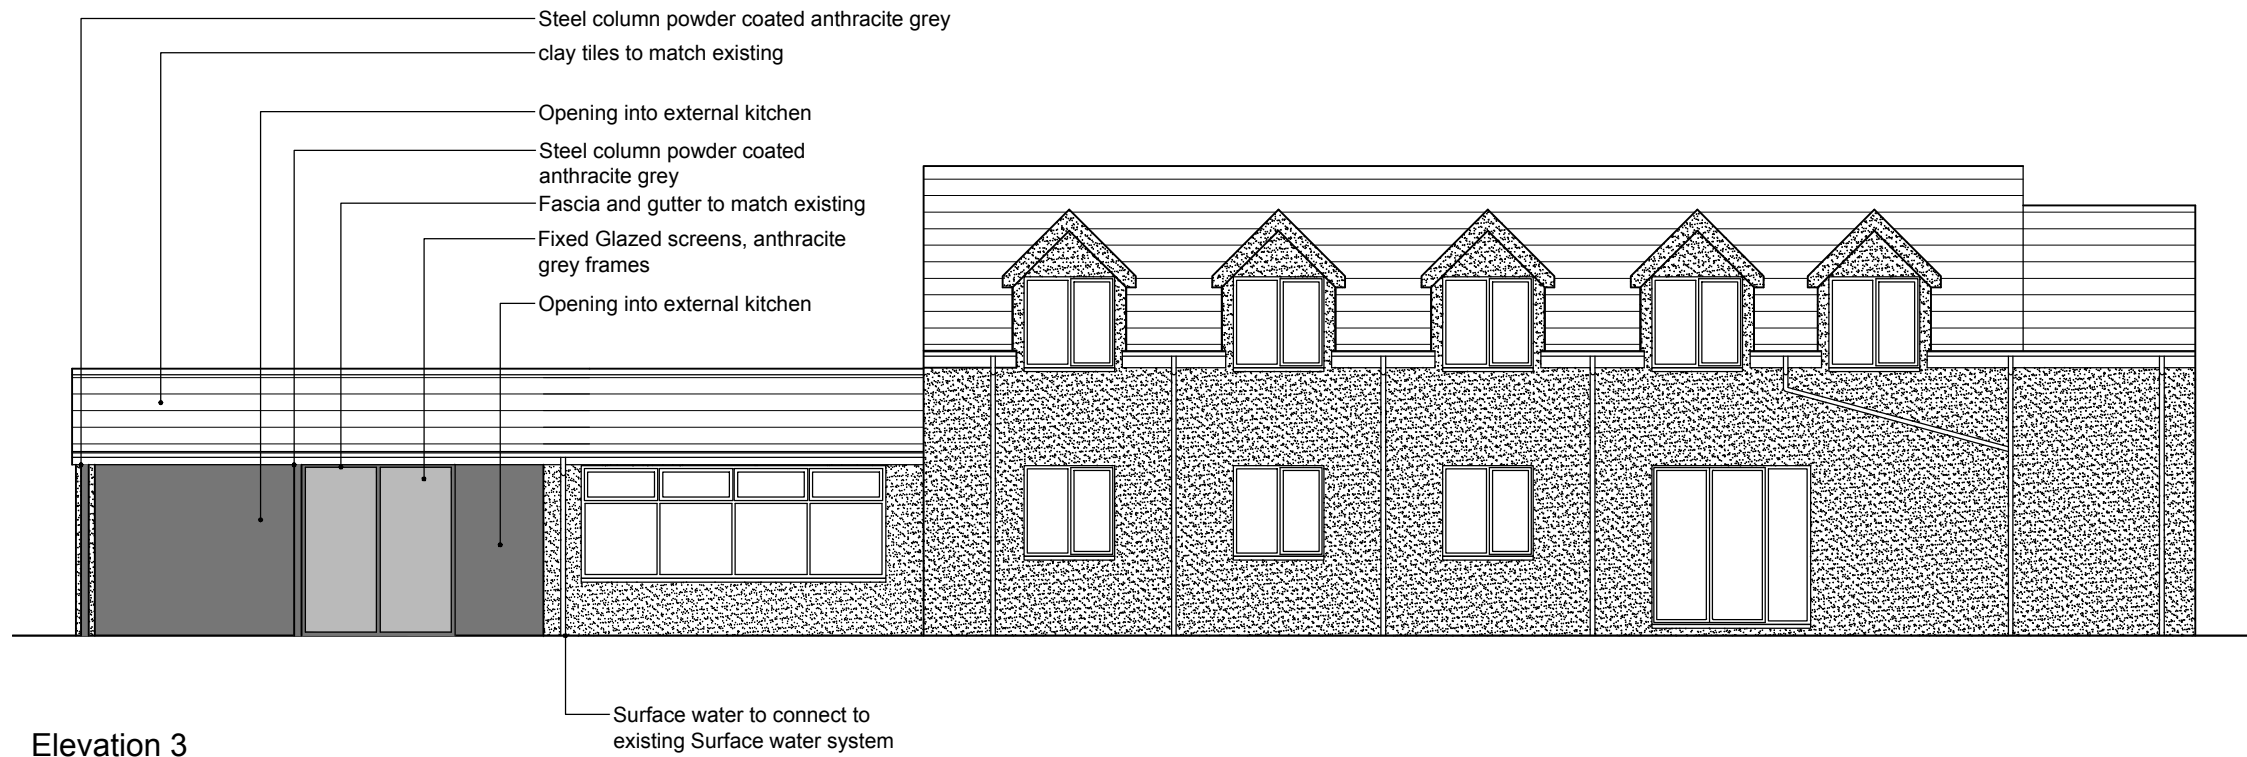 Steel column powder coated anthracite grey
clay tiles to match existing
Opening into external kitchen
Steel column powder coated
anthracite grey
Fascia and gutter to match existing
Fixed Glazed screens, anthracite
grey frames
Opening into external kitchen
Surface water to connect to
existing Surface water system
Elevation 3